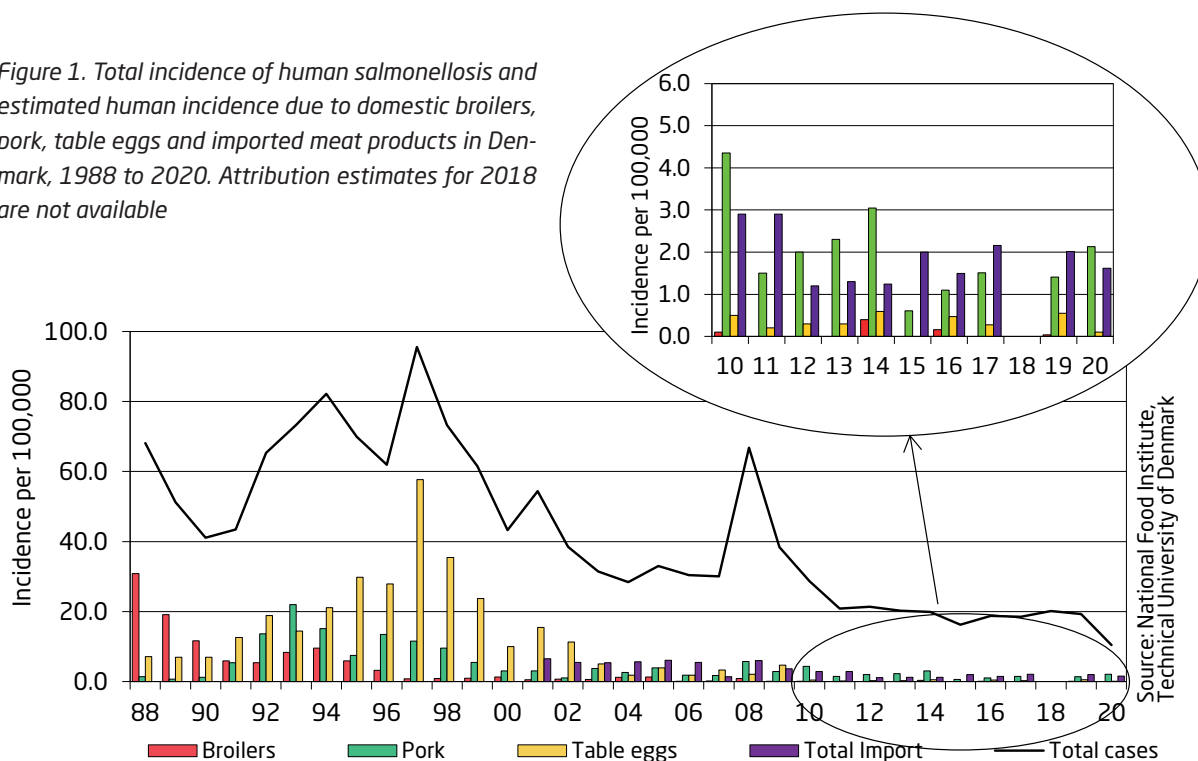 Figure 1. Total incidence of human salmonellosis and
estimated human incidence due to domestic broilers,
pork, table eggs and imported meat products in Den-
mark, 1988 to 2020. Attribution estimates for 2018
are not available
6.0
5.0
4.0
3.0
2.0
1.0
0.0
Incidence per 100,000
10 11 12 13 14 15 16 17 18 19 20
100.0
80.0
60.0
40.0
20.0
0.0
Incidence per 100,000
88 90 92 94 96 98 00 02 04 06 08 10 12 14 16 18 20
Broilers Pork Table eggs Total Import Total cases
Source: National Food Institute,
Technical University of Denmark